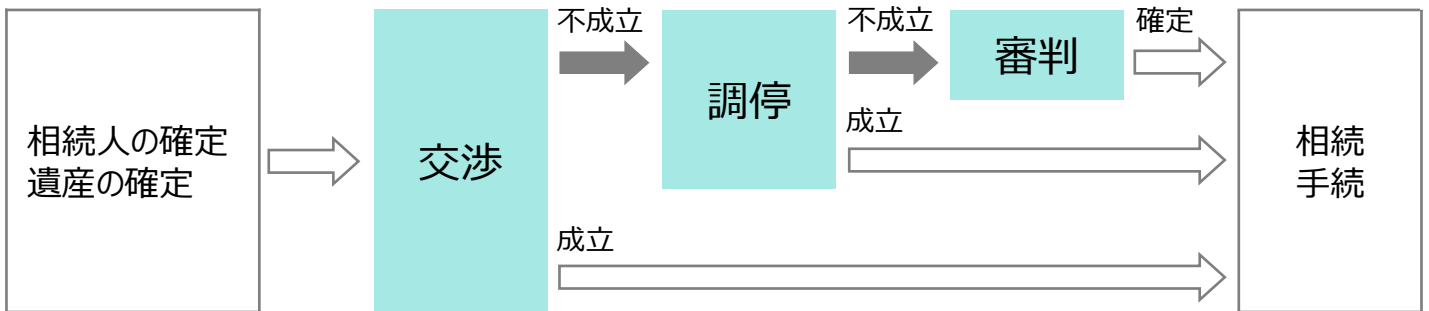 相続人の確定
遺産の確定
交渉
不成立
成立
調停
不成立
成立
審判
確定
相続
手続